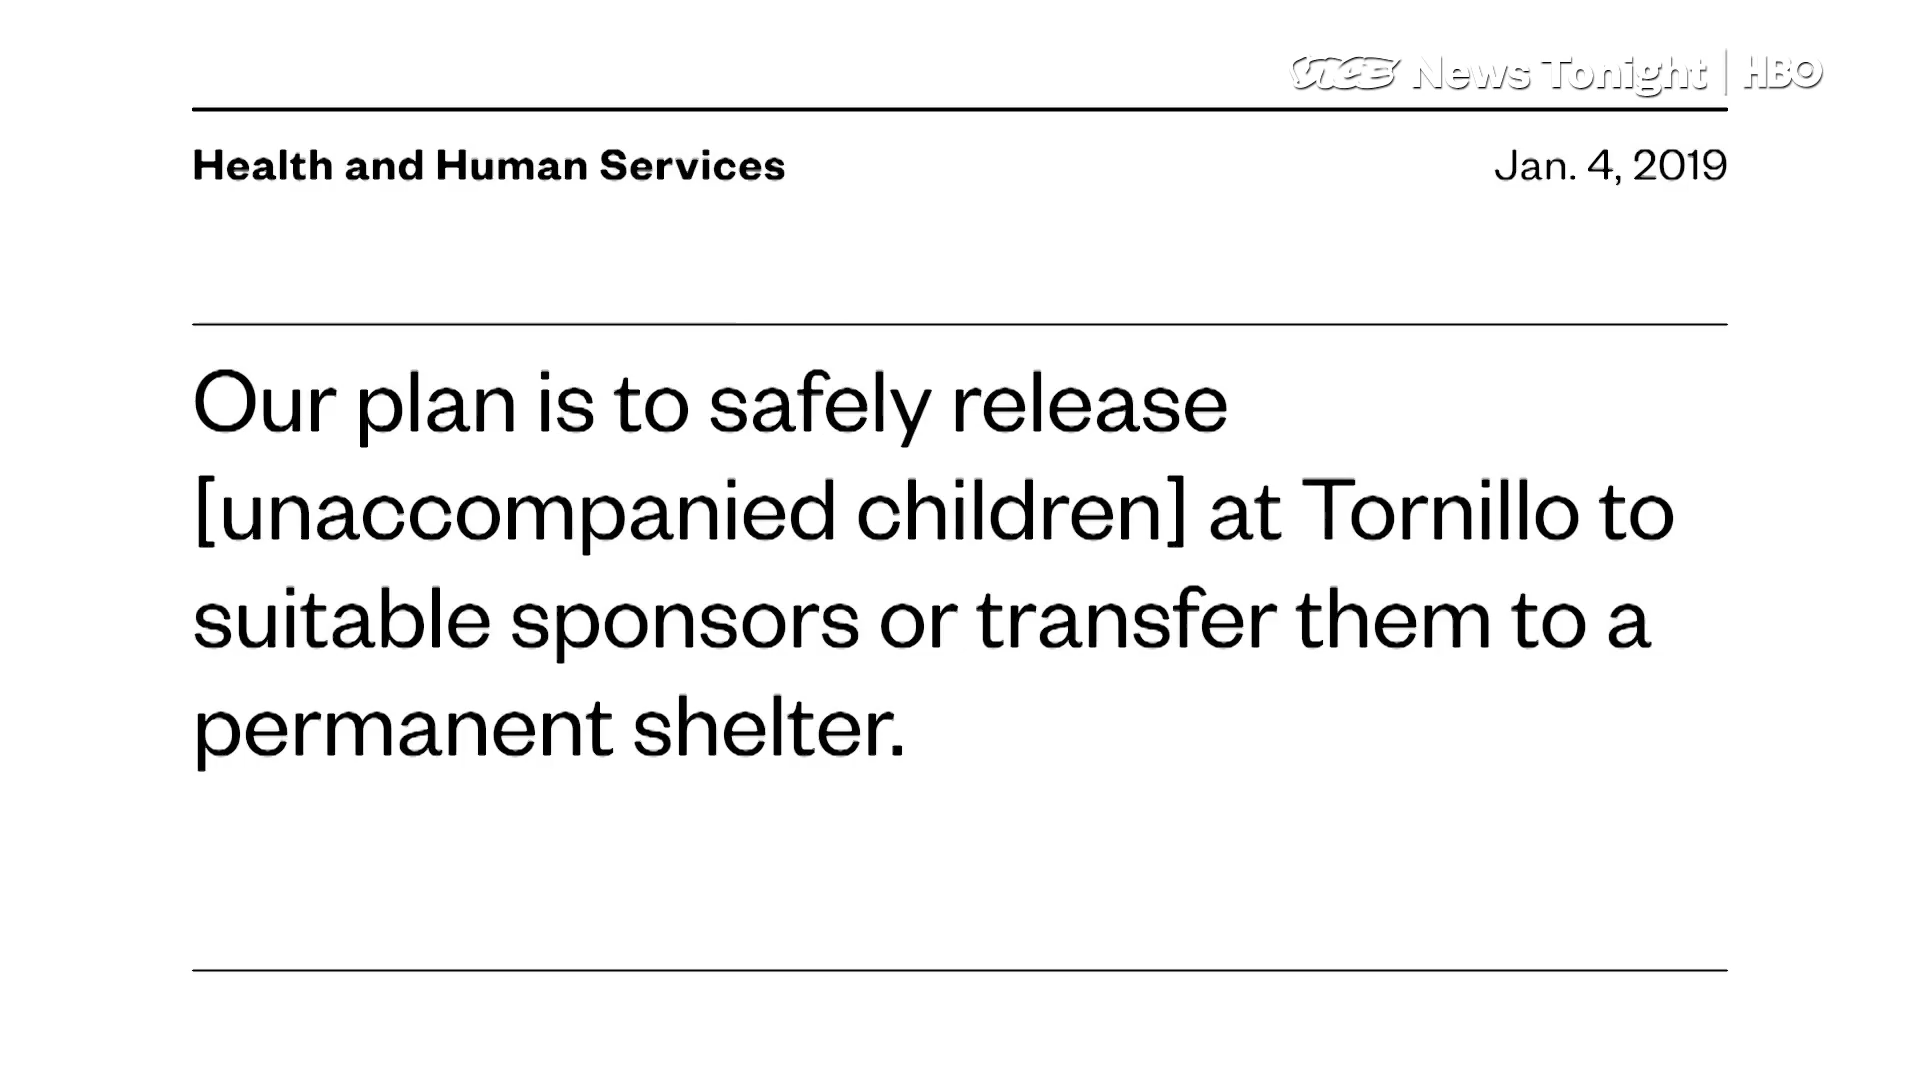 VICE News Tonight | HBO
Health and Human Services
Jan. 4, 2019
Our plan is to safely release
[unaccompanied children] at Tornillo to
suitable sponsors or transfer them to a
permanent shelter.